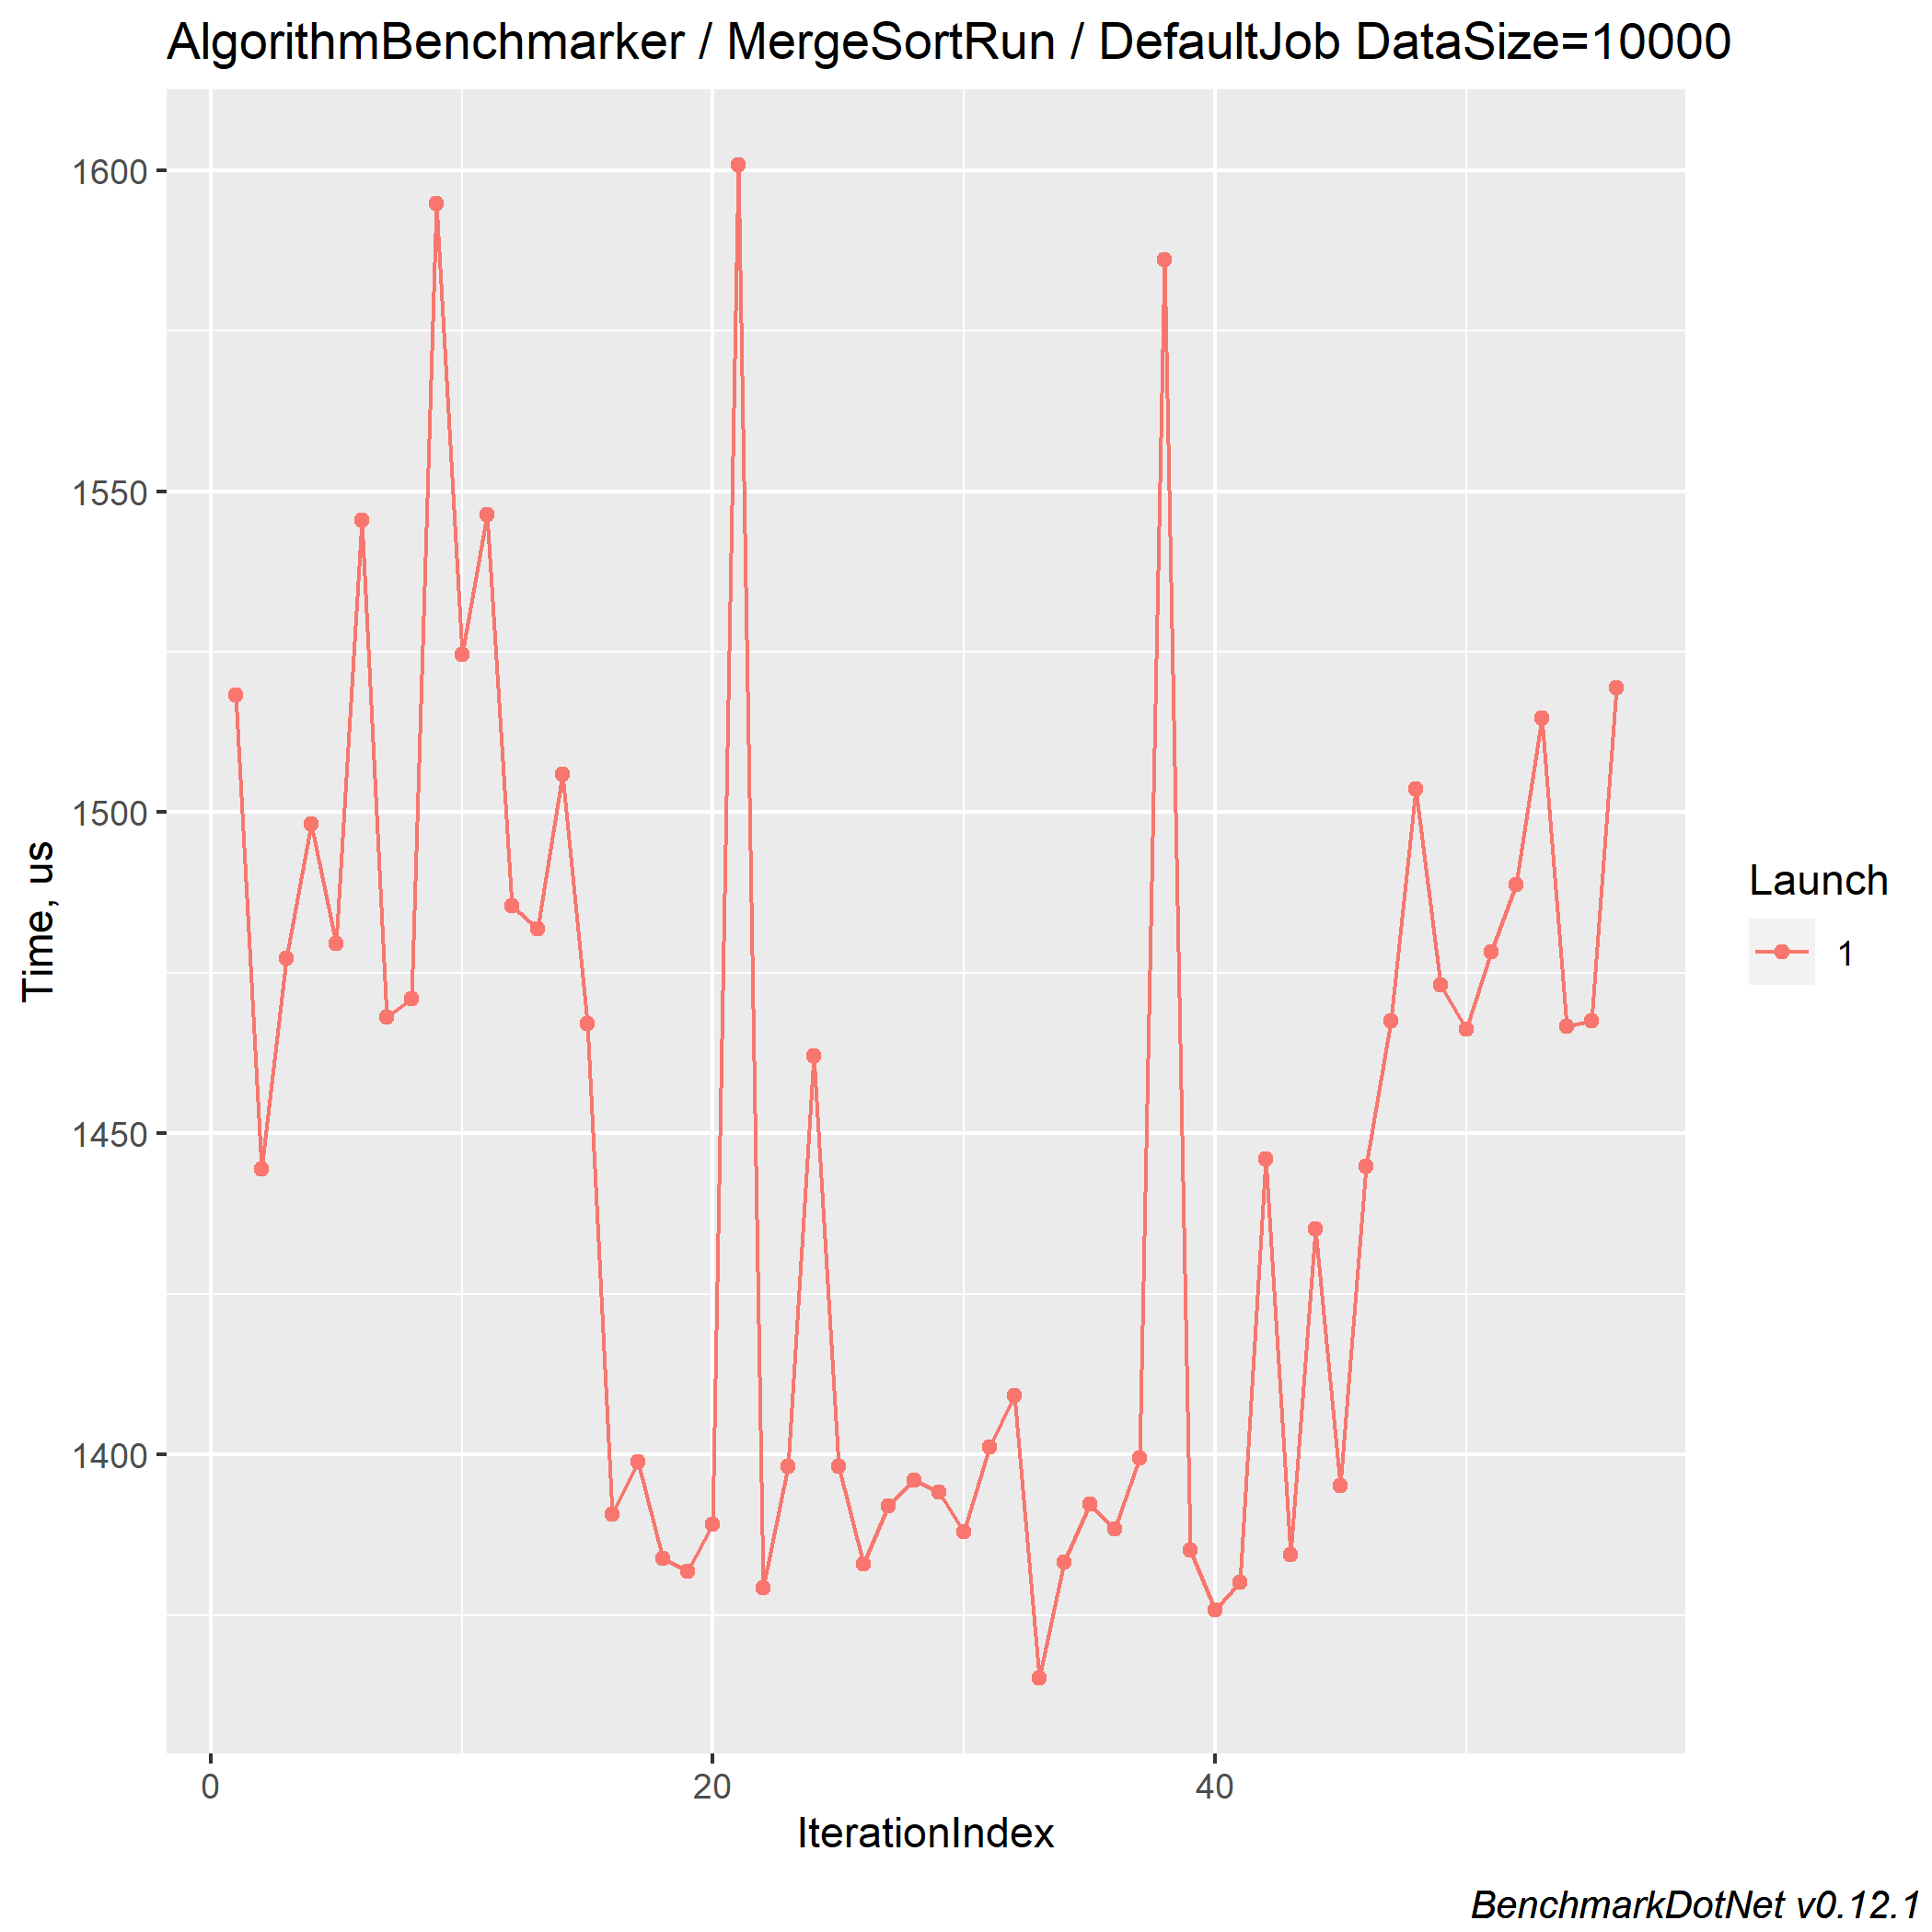 AlgorithmBenchmarker / MergeSortRun / DefaultJob DataSize=10000
1600
1550
1500
1450
1400
Time, us
0
20
40
IterationIndex
Launch
1
BenchmarkDotNet v0.12.1